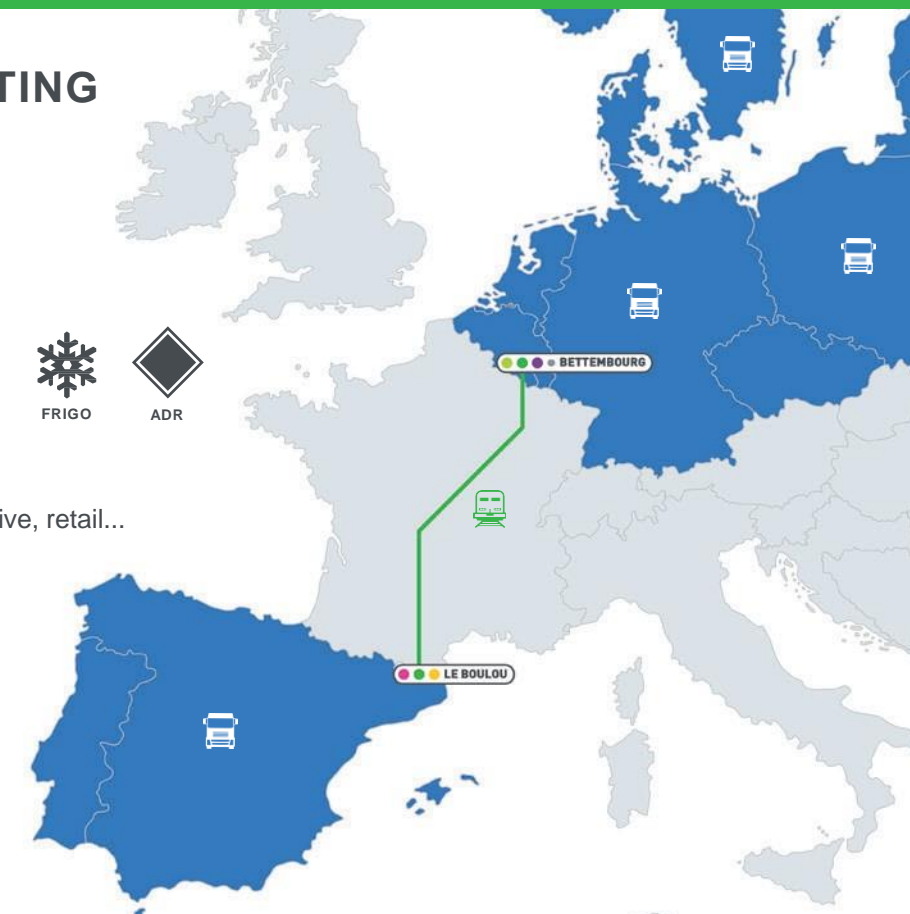 TING
FRIGO
ADR
ive, retail...
BETTEMBOURG
LE BOULOU